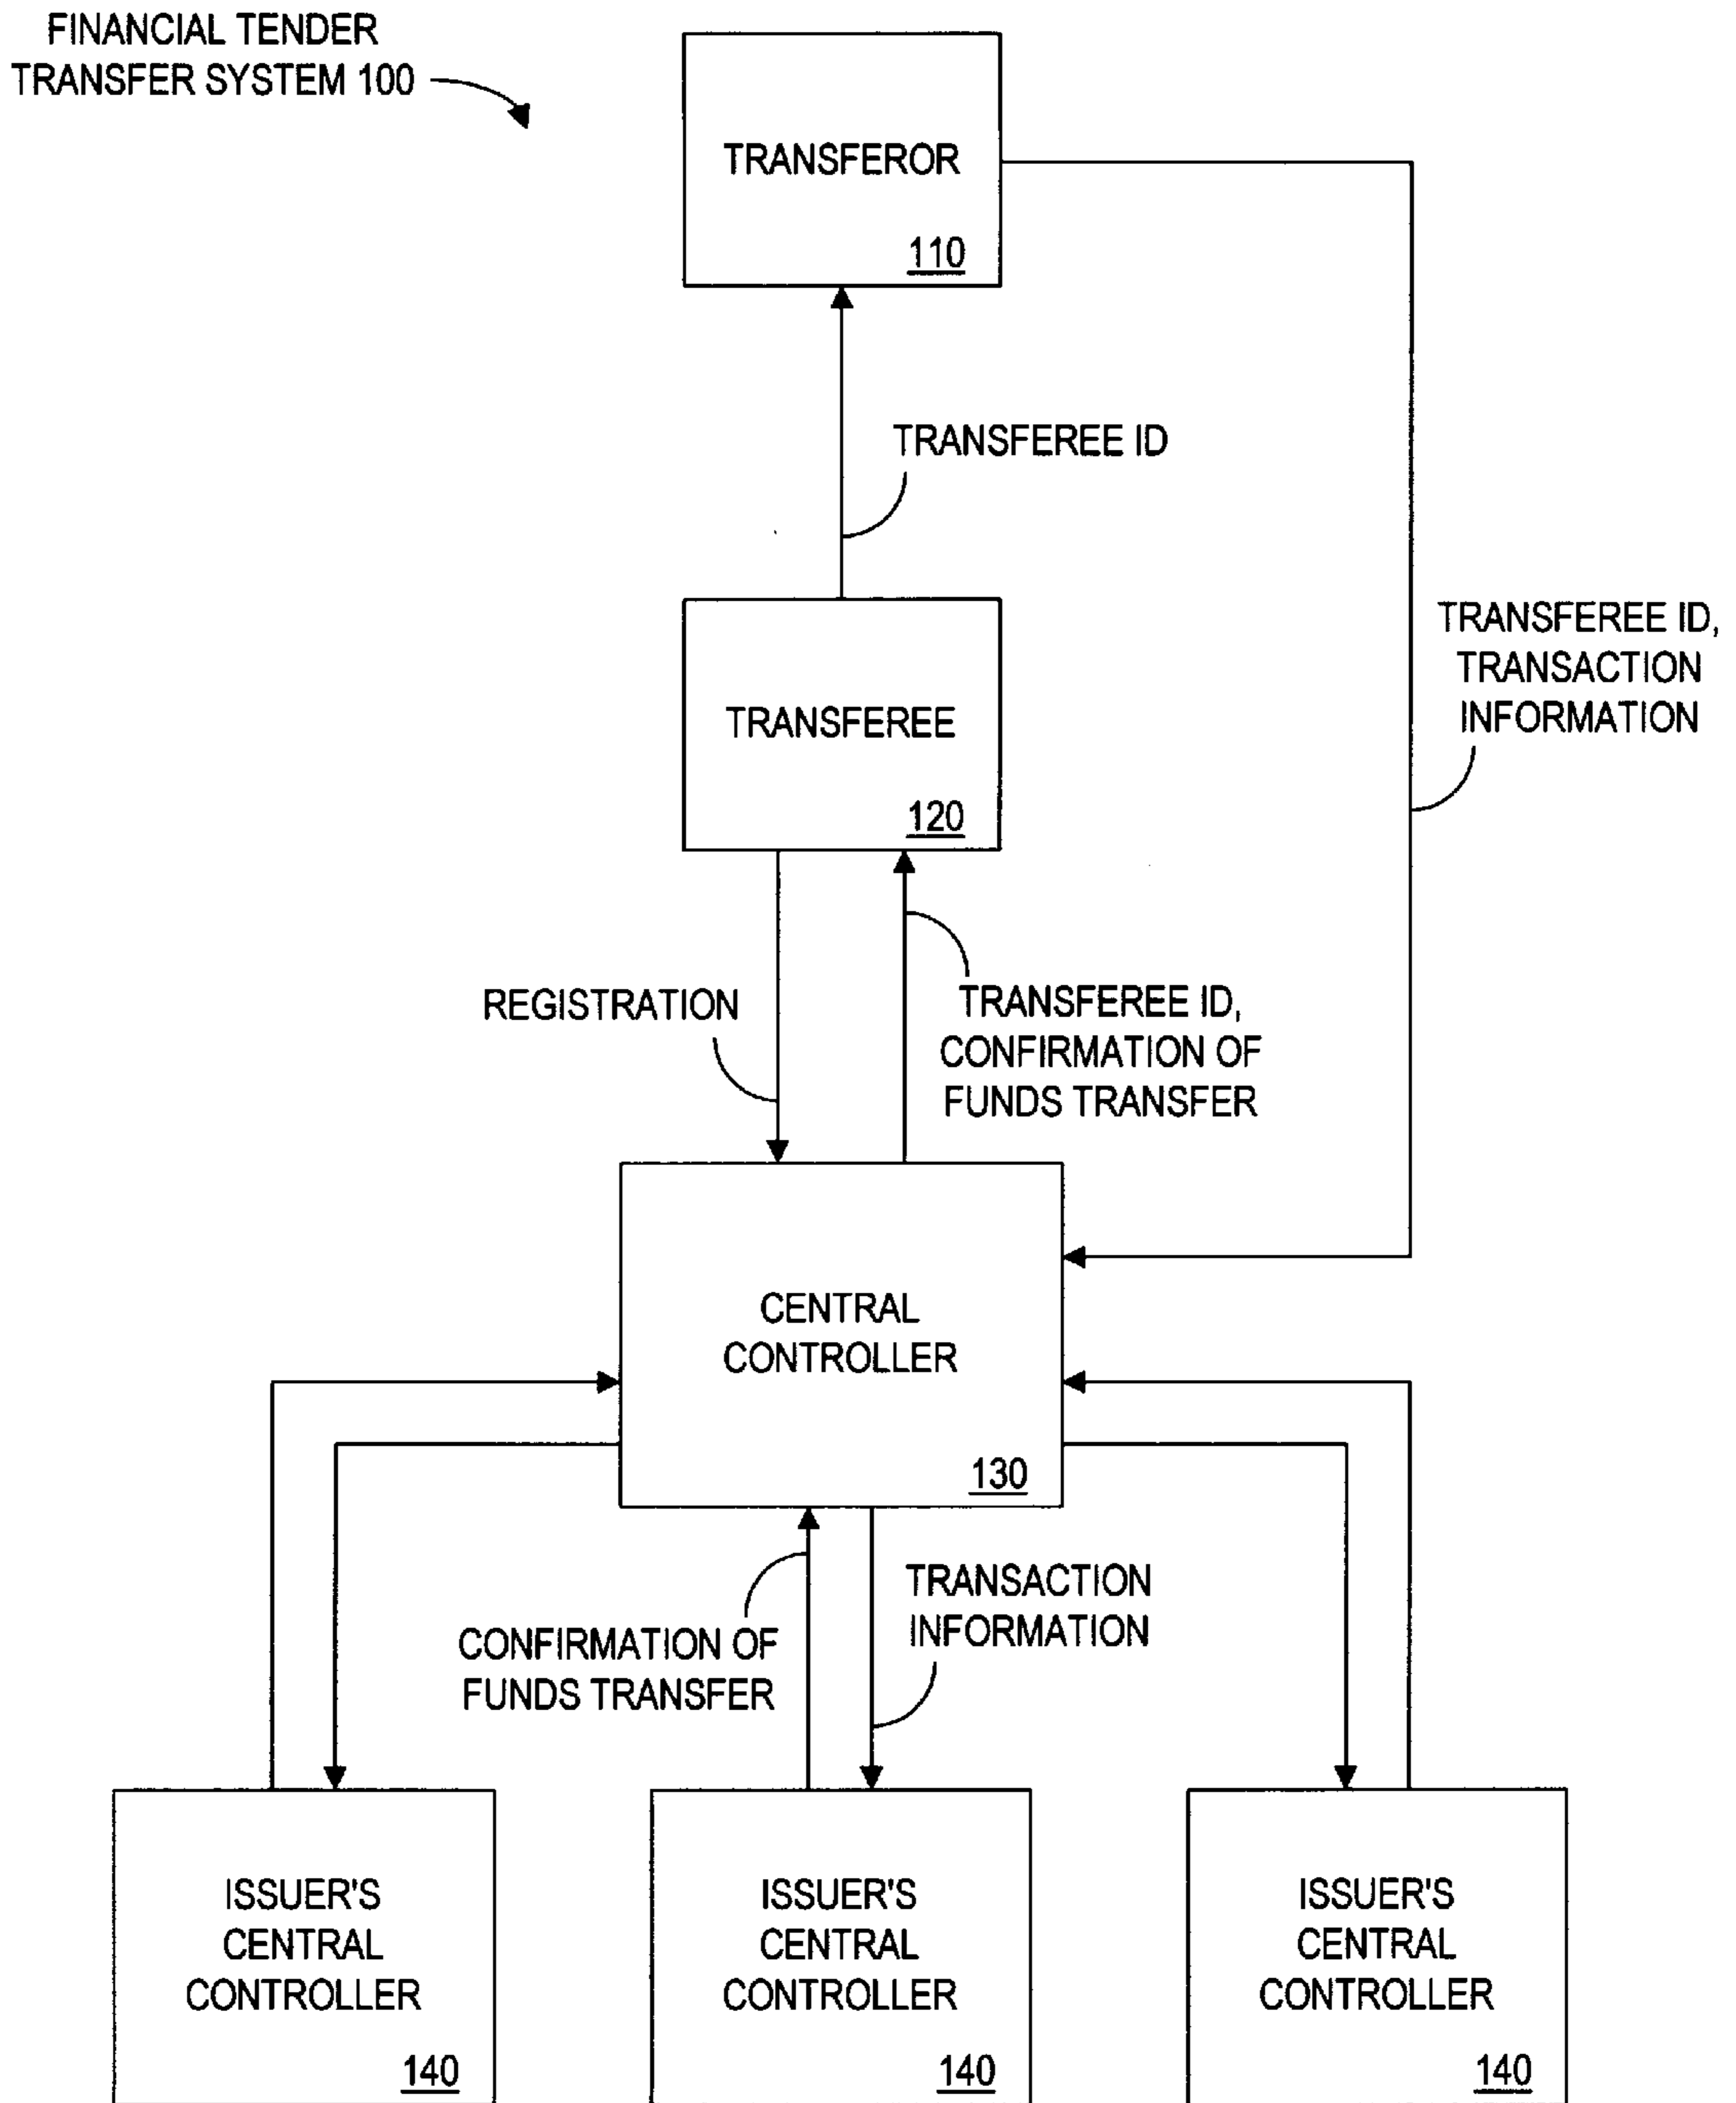 FINANCIAL TENDER
TRANSFER SYSTEM 100
TRANSFEROR
110
TRANSFEREE ID
TRANSFEREE ID,
TRANSACTION
INFORMATION
TRANSFEREE
120
REGISTRATION
TRANSFEREE ID,
CONFIRMATION OF
FUNDS TRANSFER
CENTRAL
CONTROLLER
130
CONFIRMATION OF
FUNDS TRANSFER
TRANSACTION
INFORMATION
ISSUER'S
CENTRAL
CONTROLLER
140
ISSUER'S
CENTRAL
CONTROLLER
140
ISSUER'S
CENTRAL
CONTROLLER
140